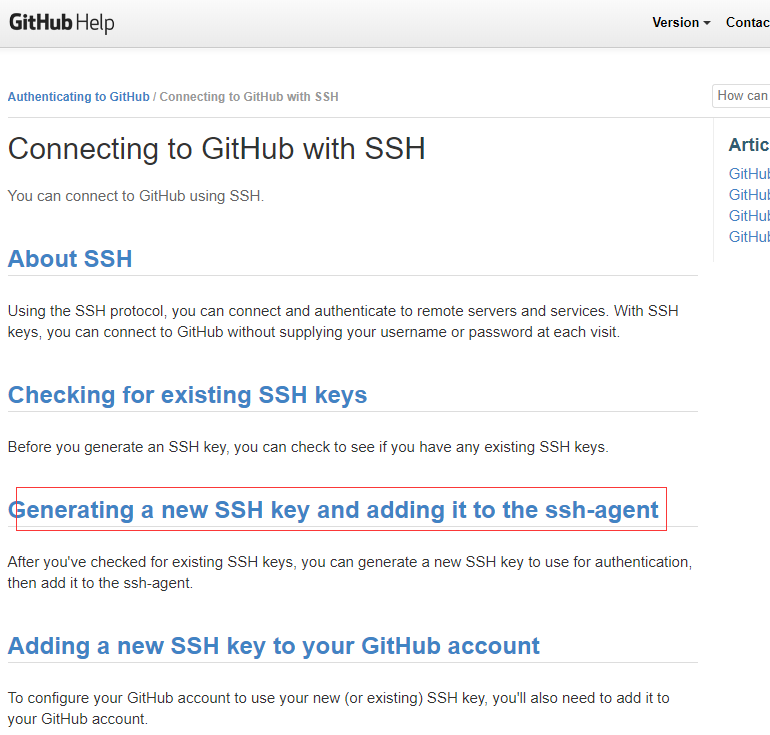 GitHub Help
Version
Contac
Authenticating to GitHub / Connecting to GitHub with SSH
How can
Connecting to GitHub with SSH
Artic
You can connect to GitHub using SSH.
GitHub
GitHub
GitHub
GitHub
About SSH
Using the SSH protocol, you can connect and authenticate to remote servers and services. With SSH
keys, you can connect to GitHub without supplying your username or password at each visit.
Checking for existing SSH keys
Before you generate an SSH key, you can check to see if you have any existing SSH keys.
Generating a new SSH key and adding it to the ssh-agent
After you've checked for existing SSH keys, you can generate a new SSH key to use for authentication,
then add it to the ssh-agent.
Adding a new SSH key to your GitHub account
To configure your GitHub account to use your new (or existing) SSH key, you'll also need to add it to
your GitHub account.